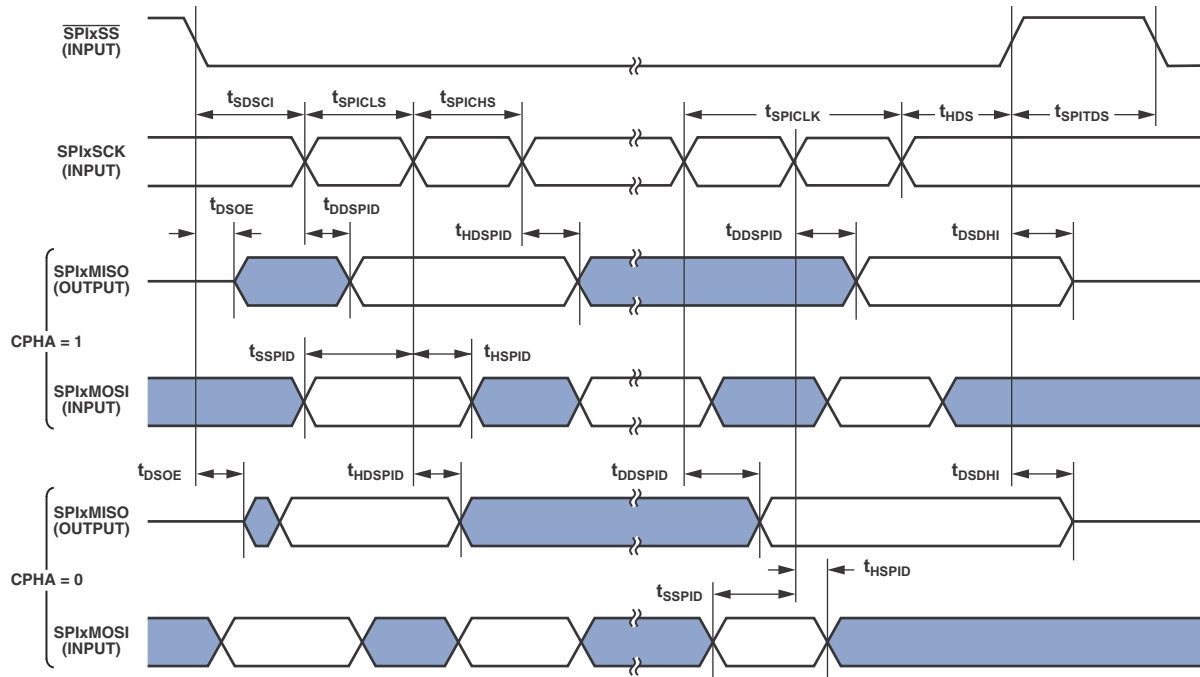 SPIxSS
(INPUT)
tSDSCI
tSPICLS
tSPICHS
tSPICLK
tHDS
tSPITDS
SPIxSCK
(INPUT)
tDSOE
tDDSPID
tHDSPID
tDDSPID
tDSDHI
SPIxMISO
(OUTPUT)
CPHA = 1
tSSPID
tHSPID
SPIxMOSI
(INPUT)
tDSOE
tHDSPID
tDDSPID
tDSDHI
SPIxMISO
(OUTPUT)
CPHA = 0
tHSPID
tSSPID
SPIxMOSI
(INPUT)